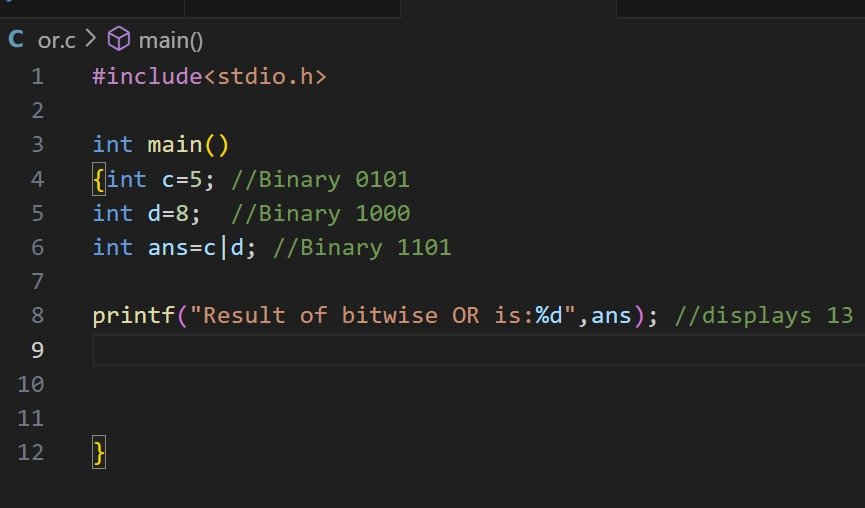 C or.c > main()
1 #include<stdio.h>
2
3 int main()
4 {int c=5; //Binary 0101
5 int d=8;  //Binary 1000
6 int ans=c|d; //Binary 1101
7
8 printf("Result of bitwise OR is:%d",ans); //displays 13
9
10
11
12 }